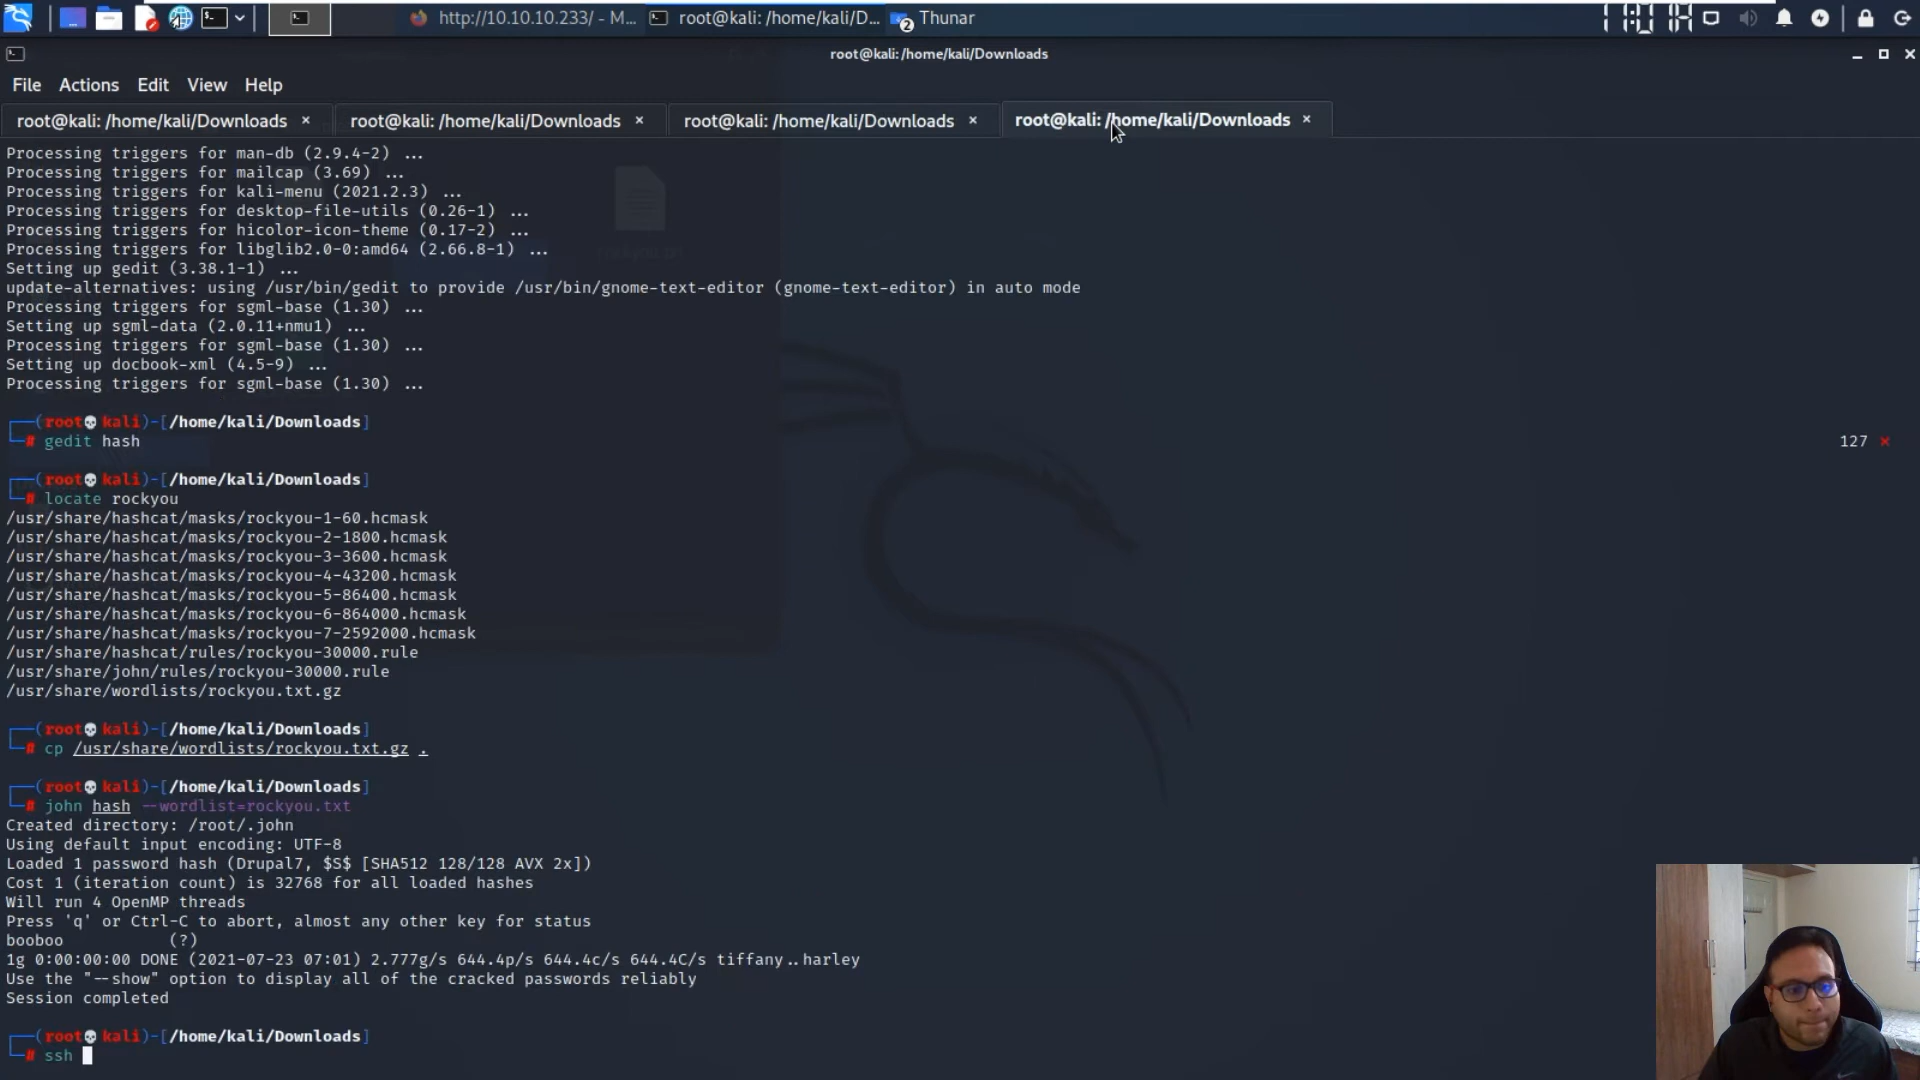 http://10.10.10.233/ - M...
root@kali: /home/kali/D...
2
Thunar
root@kali: /home/kali/Downloads
File Actions Edit View Help
root@kali: /home/kali/Downloads ×
root@kali: /home/kali/Downloads ×
root@kali: /home/kali/Downloads ×
root@kali: /home/kali/Downloads ×
Processing triggers for man-db (2.9.4-2) ...
Processing triggers for mailcap (3.69) ...
Processing triggers for kali-menu (2021.2.3) ...
Processing triggers for desktop-file-utils (0.26-1) ...
Processing triggers for hicolor-icon-theme (0.17-2) ...
Processing triggers for libglib2.0-0:amd64 (2.66.8-1) ...
Setting up gedit (3.38.1-1) ...
update-alternatives: using /usr/bin/gedit to provide /usr/bin/gnome-text-editor (gnome-text-editor) in auto mode
Processing triggers for sgml-base (1.30) ...
Setting up sgml-data (2.0.11+nmu1) ...
Processing triggers for sgml-base (1.30) ...
Setting up docbook-xml (4.5-9) ...
Processing triggers for sgml-base (1.30) ...
┌──(root💀kali)-[/home/kali/Downloads]
└─# gedit hash 127 ×
┌──(root💀kali)-[/home/kali/Downloads]
└─# locate rockyou
/usr/share/hashcat/masks/rockyou-1-60.hcmask
/usr/share/hashcat/masks/rockyou-2-1800.hcmask
/usr/share/hashcat/masks/rockyou-3-3600.hcmask
/usr/share/hashcat/masks/rockyou-4-43200.hcmask
/usr/share/hashcat/masks/rockyou-5-86400.hcmask
/usr/share/hashcat/masks/rockyou-6-864000.hcmask
/usr/share/hashcat/masks/rockyou-7-2592000.hcmask
/usr/share/hashcat/rules/rockyou-30000.rule
/usr/share/john/rules/rockyou-30000.rule
/usr/share/wordlists/rockyou.txt.gz
┌──(root💀kali)-[/home/kali/Downloads]
└─# cp /usr/share/wordlists/rockyou.txt.gz .
┌──(root💀kali)-[/home/kali/Downloads]
└─# john hash --wordlist=rockyou.txt
Created directory: /root/.john
Using default input encoding: UTF-8
Loaded 1 password hash (Drupal7, $S$ [SHA512 128/128 AVX 2x])
Cost 1 (iteration count) is 32768 for all loaded hashes
Will run 4 OpenMP threads
Press 'q' or Ctrl-C to abort, almost any other key for status
booboo (?)
1g 0:00:00:00 DONE (2021-07-23 07:01) 2.777g/s 644.4p/s 644.4c/s 644.4C/s tiffany..harley
Use the "--show" option to display all of the cracked passwords reliably
Session completed
┌──(root💀kali)-[/home/kali/Downloads]
└─# ssh